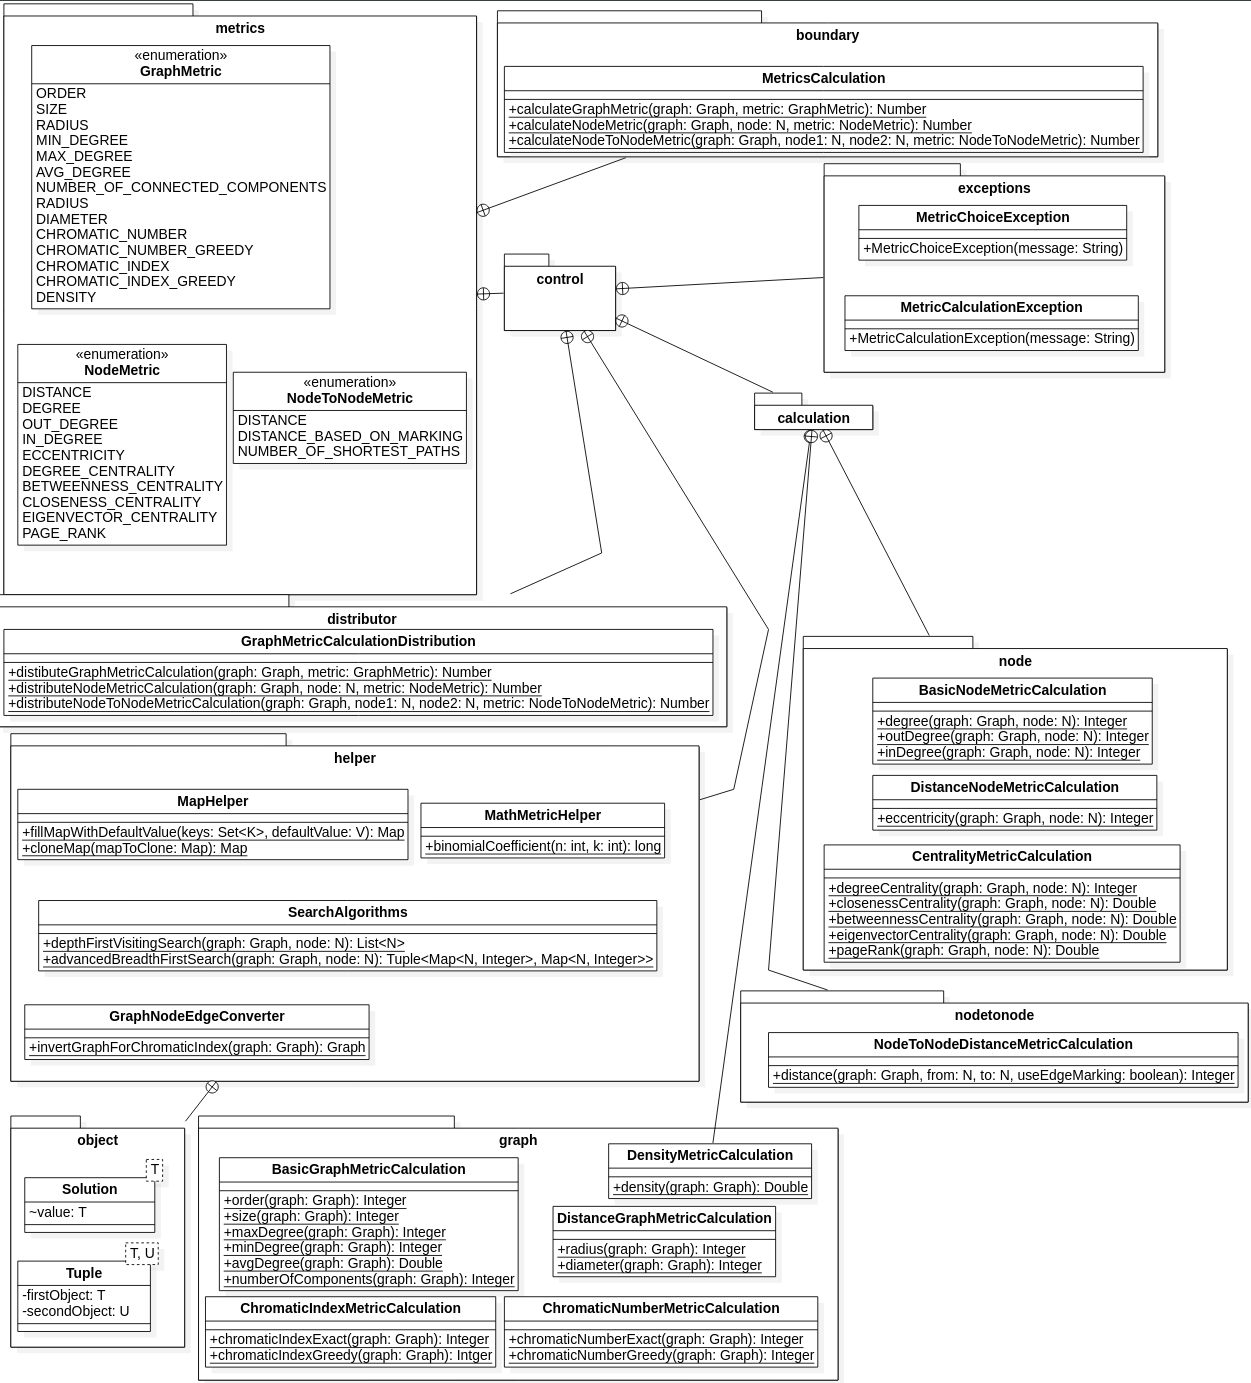 metrics
«enumeration»
GraphMetric
ORDER
SIZE
RADIUS
MIN_DEGREE
MAX_DEGREE
AVG_DEGREE
NUMBER_OF_CONNECTED_COMPONENTS
RADIUS
DIAMETER
CHROMATIC_NUMBER
CHROMATIC_NUMBER_GREEDY
CHROMATIC_INDEX
CHROMATIC_INDEX_GREEDY
DENSITY
«enumeration»
NodeMetric
DISTANCE
DEGREE
OUT_DEGREE
IN_DEGREE
ECCENTRICITY
DEGREE_CENTRALITY
BETWEENNESS_CENTRALITY
CLOSENESS_CENTRALITY
EIGENVECTOR_CENTRALITY
PAGE_RANK
«enumeration»
NodeToNodeMetric
DISTANCE
DISTANCE_BASED_ON_MARKING
NUMBER_OF_SHORTEST_PATHS
boundary
MetricsCalculation
+calculateGraphMetric(graph: Graph, metric: GraphMetric): Number
+calculateNodeMetric(graph: Graph, node: N, metric: NodeMetric): Number
+calculateNodeToNodeMetric(graph: Graph, node1: N, node2: N, metric: NodeToNodeMetric): Number
exceptions
MetricChoiceException
+MetricChoiceException(message: String)
MetricCalculationException
+MetricCalculationException(message: String)
control
calculation
distributor
GraphMetricCalculationDistribution
+distibuteGraphMetricCalculation(graph: Graph, metric: GraphMetric): Number
+distributeNodeMetricCalculation(graph: Graph, node: N, metric: NodeMetric): Number
+distributeNodeToNodeMetricCalculation(graph: Graph, node1: N, node2: N, metric: NodeToNodeMetric): Number
helper
MapHelper
+fillMapWithDefaultValue(keys: Set<K>, defaultValue: V): Map
+cloneMap(mapToClone: Map): Map
MathMetricHelper
+binomialCoefficient(n: int, k: int): long
SearchAlgorithms
+depthFirstVisitingSearch(graph: Graph, node: N): List<N>
+advancedBreadthFirstSearch(graph: Graph, node: N): Tuple<Map<N, Integer>, Map<N, Integer>>
GraphNodeEdgeConverter
+invertGraphForChromaticIndex(graph: Graph): Graph
node
BasicNodeMetricCalculation
+degree(graph: Graph, node: N): Integer
+outDegree(graph: Graph, node: N): Integer
+inDegree(graph: Graph, node: N): Integer
DistanceNodeMetricCalculation
+eccentricity(graph: Graph, node: N): Integer
CentralityMetricCalculation
+degreeCentrality(graph: Graph, node: N): Integer
+closenessCentrality(graph: Graph, node: N): Double
+betweennessCentrality(graph: Graph, node: N): Double
+eigenvectorCentrality(graph: Graph, node: N): Double
+pageRank(graph: Graph, node: N): Double
nodetonode
NodeToNodeDistanceMetricCalculation
+distance(graph: Graph, from: N, to: N, useEdgeMarking: boolean): Integer
object
T
Solution
~value: T
T, U
Tuple
-firstObject: T
-secondObject: U
graph
BasicGraphMetricCalculation
+order(graph: Graph): Integer
+size(graph: Graph): Integer
+maxDegree(graph: Graph): Integer
+minDegree(graph: Graph): Integer
+avgDegree(graph: Graph): Double
+numberOfComponents(graph: Graph): Integer
DensityMetricCalculation
+density(graph: Graph): Double
DistanceGraphMetricCalculation
+radius(graph: Graph): Integer
+diameter(graph: Graph): Integer
ChromaticIndexMetricCalculation
+chromaticIndexExact(graph: Graph): Integer
+chromaticIndexGreedy(graph: Graph): Intger
ChromaticNumberMetricCalculation
+chromaticNumberExact(graph: Graph): Integer
+chromaticNumberGreedy(graph: Graph): Integer